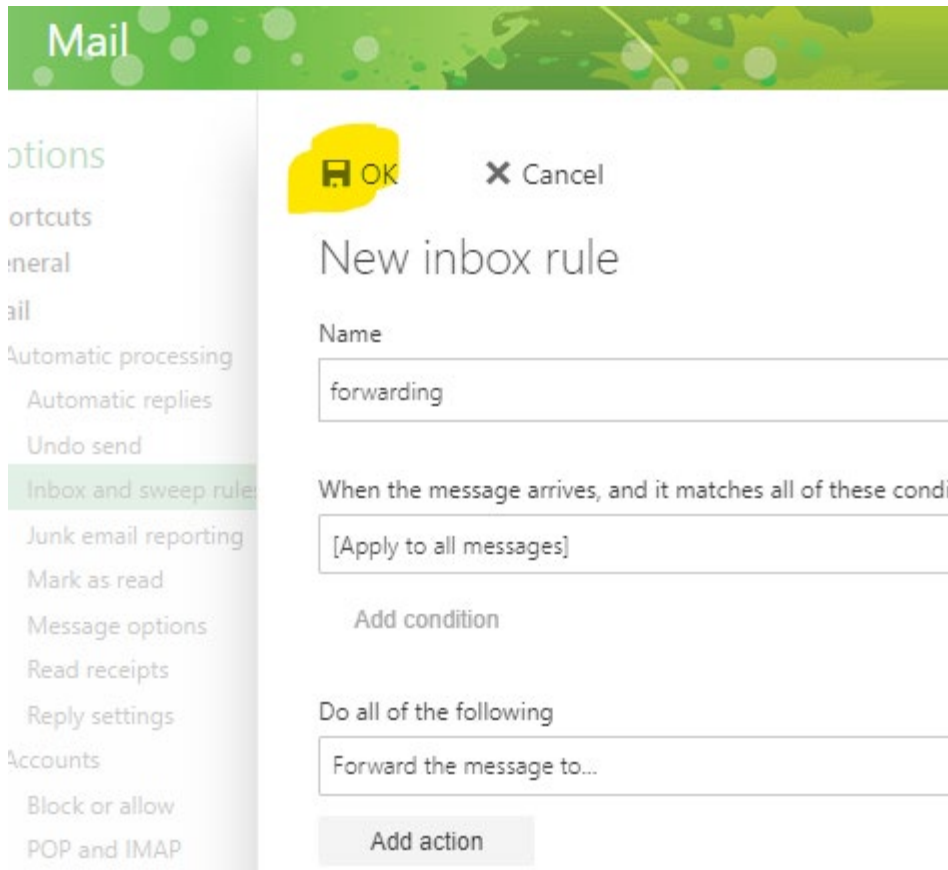 Mail
ptions
ortcuts
eneral
ail
Automatic processing
Automatic replies
Undo send
Inbox and sweep rules
Junk email reporting
Mark as read
Message options
Read receipts
Reply settings
Accounts
Block or allow
POP and IMAP
OK Cancel
New inbox rule
Name
forwarding
When the message arrives, and it matches all of these condi
[Apply to all messages]
Add condition
Do all of the following
Forward the message to...
Add action